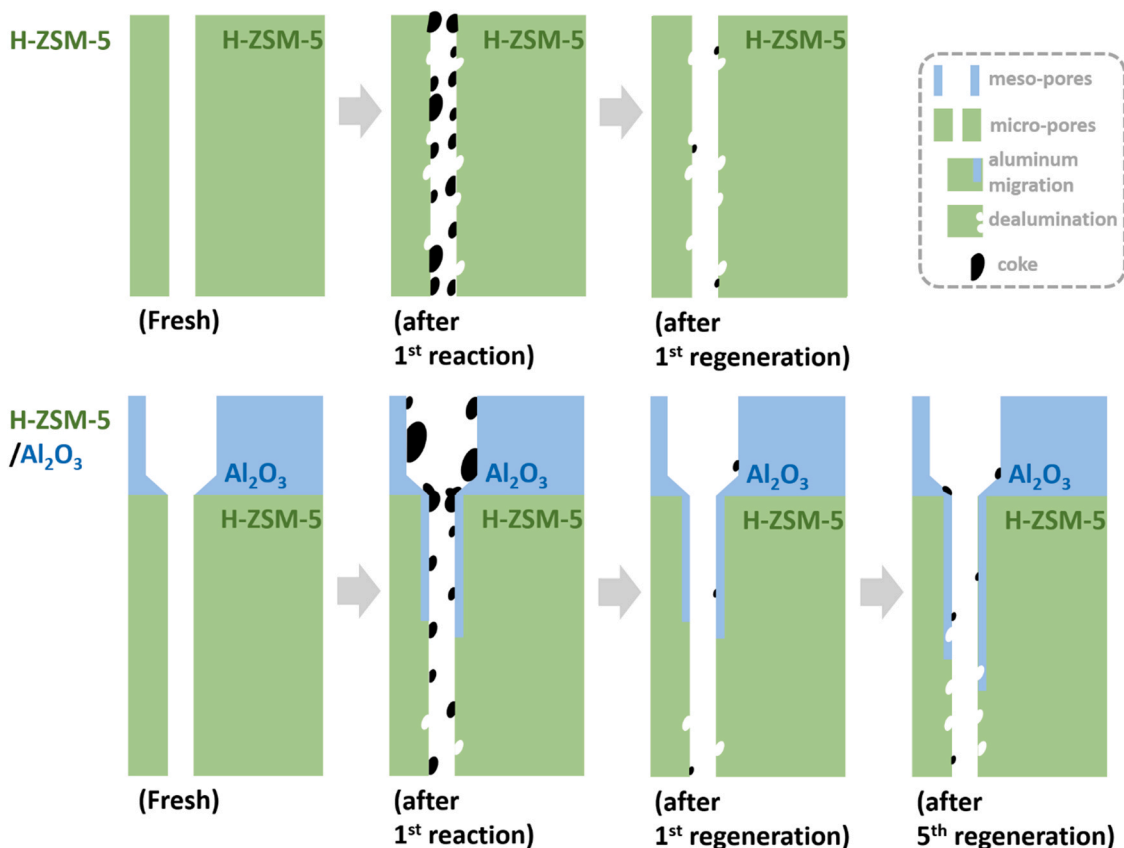 H-ZSM-5
H-ZSM-5
H-ZSM-5
H-ZSM-5
(Fresh)
(after
1st reaction)
(after
1st regeneration)
meso-pores
micro-pores
aluminum
migration
dealumination
coke
H-ZSM-5
/Al₂O₃
Al₂O₃
H-ZSM-5
Al₂O₃
H-ZSM-5
Al₂O₃
H-ZSM-5
Al₂O₃
H-ZSM-5
(Fresh)
(after
1st reaction)
(after
1st regeneration)
(after
5th regeneration)